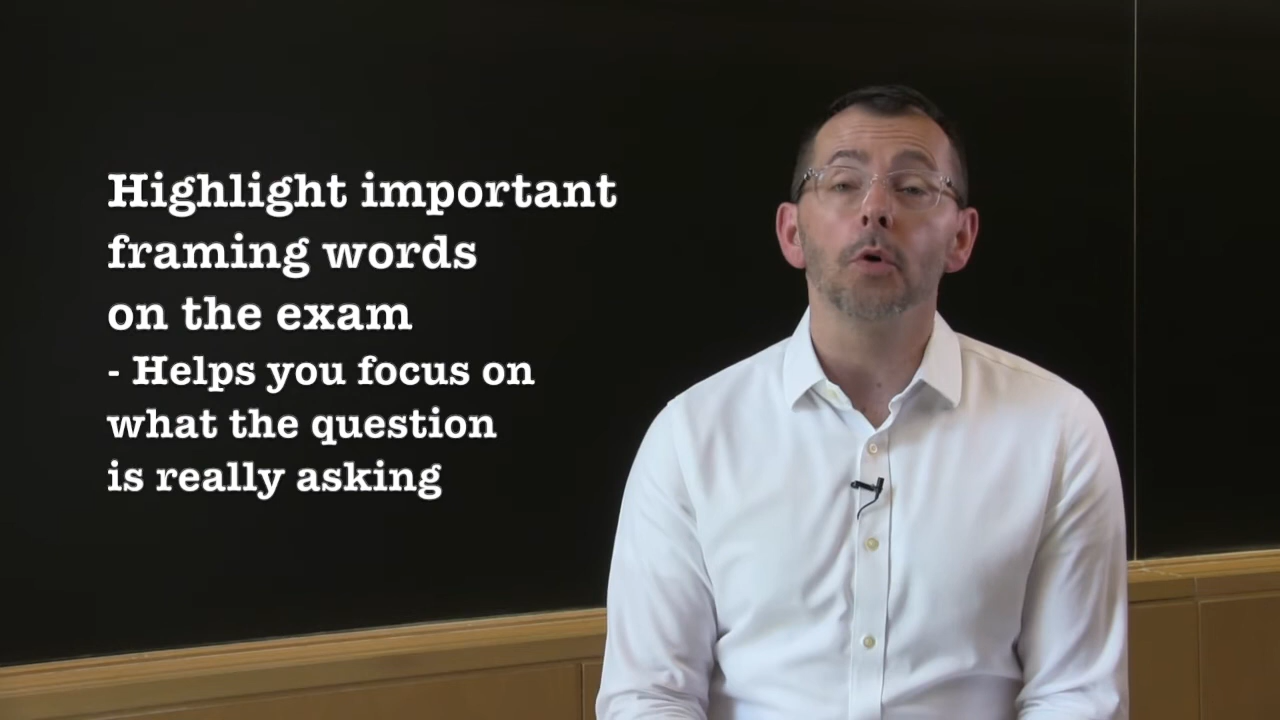 Highlight important
framing words
on the exam
- Helps you focus on
what the question
is really asking